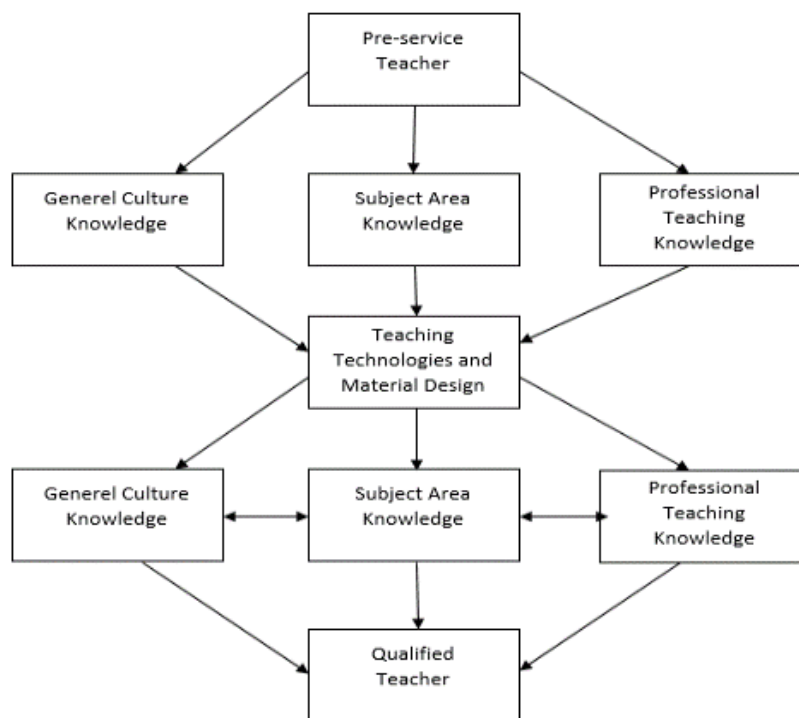 Pre-service
Teacher
Generel Culture
Knowledge
Subject Area
Knowledge
Professional
Teaching
Knowledge
Teaching
Technologies and
Material Design
Generel Culture
Knowledge
Subject Area
Knowledge
Professional
Teaching
Knowledge
Qualified
Teacher